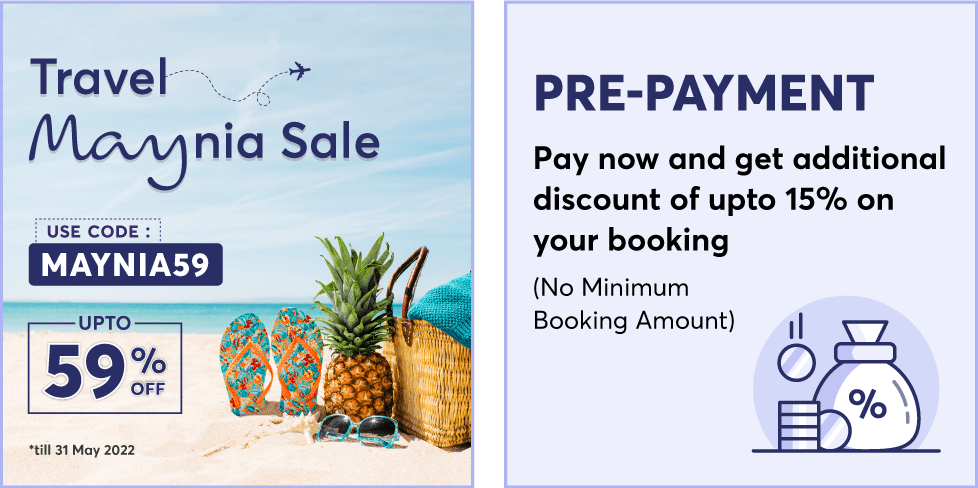 Travel
Maynia Sale
USE CODE :
MAYNIA59
UPTO
59%
OFF
*till 31 May 2022
PRE-PAYMENT
Pay now and get additional
discount of upto 15% on
your booking
(No Minimum
Booking Amount)
%